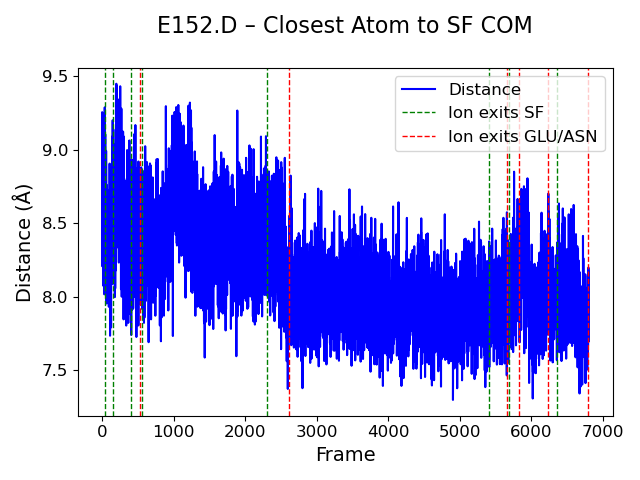 E152.D – Closest Atom to SF COM
Distance
Ion exits SF
Ion exits GLU/ASN
Distance (Å)
9.5
9.0
8.5
8.0
7.5
0
1000
2000
3000
4000
5000
6000
7000
Frame